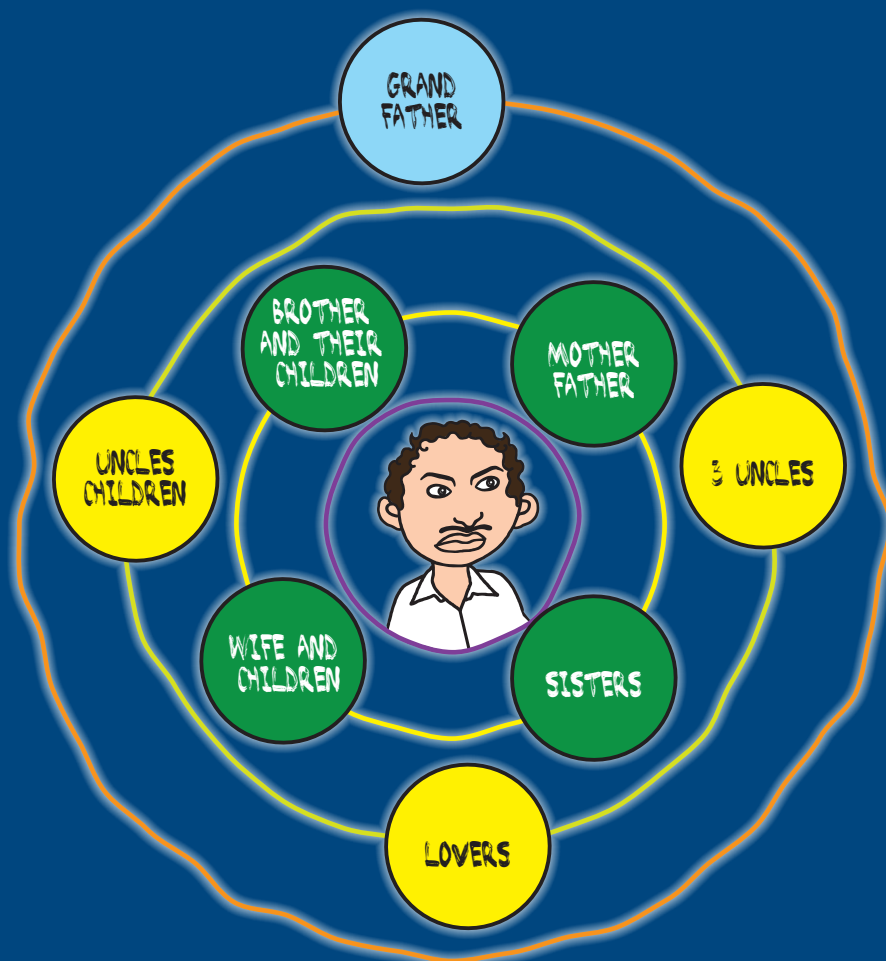 GRAND
FATHER
BROTHER
AND THEIR
CHILDREN
MOTHER
FATHER
UNCLES
CHILDREN
3 UNCLES
WIFE AND
CHILDREN
SISTERS
LOVERS